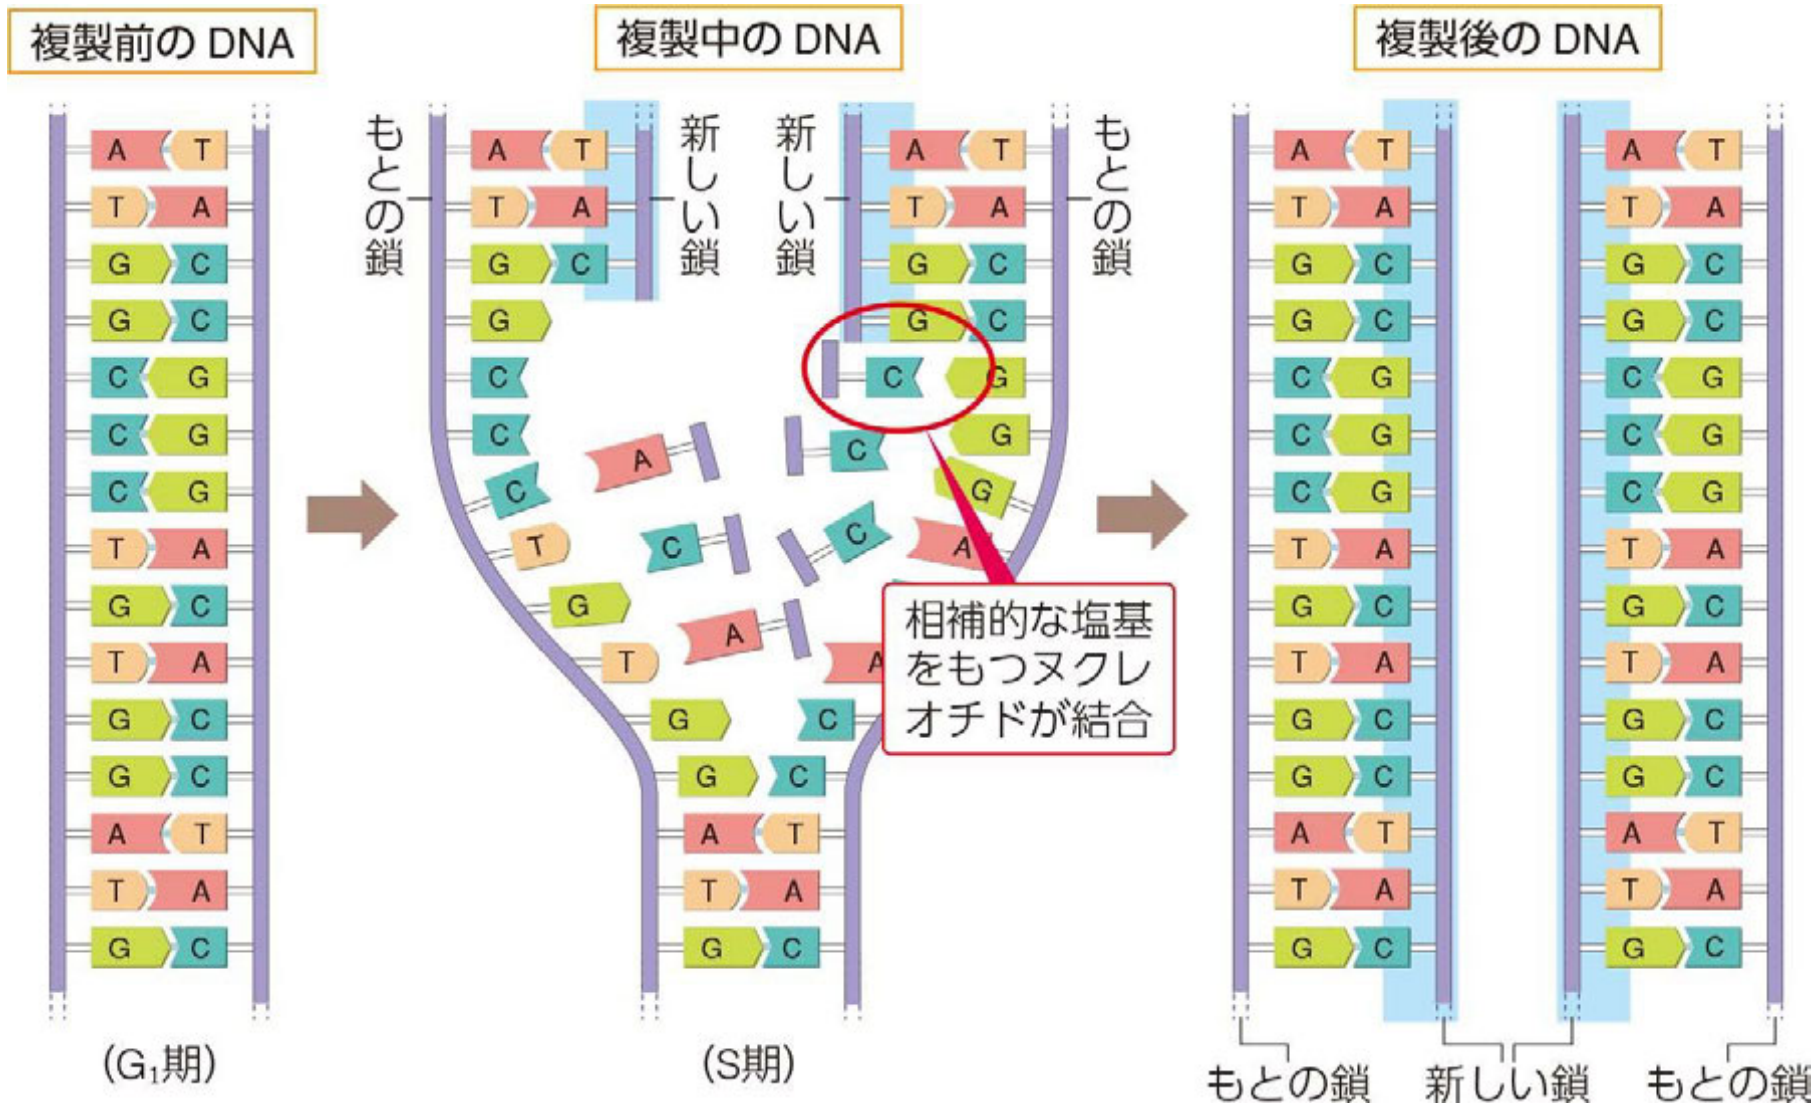 複製前の DNA
複製中の DNA
複製後の DNA
A T
T A
G C
G C
C G
C G
C G
T A
G C
T A
G C
G C
A T
T A
G C
(G₁期)
もとの鎖
新しい鎖
新しい鎖
もとの鎖
A T A T
T A T A
G C G C
G G C
C C G
C A C G
C C G
T C C A
G
T A A
G C
G C
A T
T A
G C
相補的な塩基
をもつヌクレ
オチドが結合
(S期)
A T A T
T A T A
G C G C
G C G C
C G C G
C G C G
C G C G
T A T A
G C G C
T A T A
G C G C
G C G C
A T A T
T A T A
G C G C
もとの鎖
新しい鎖
もとの鎖